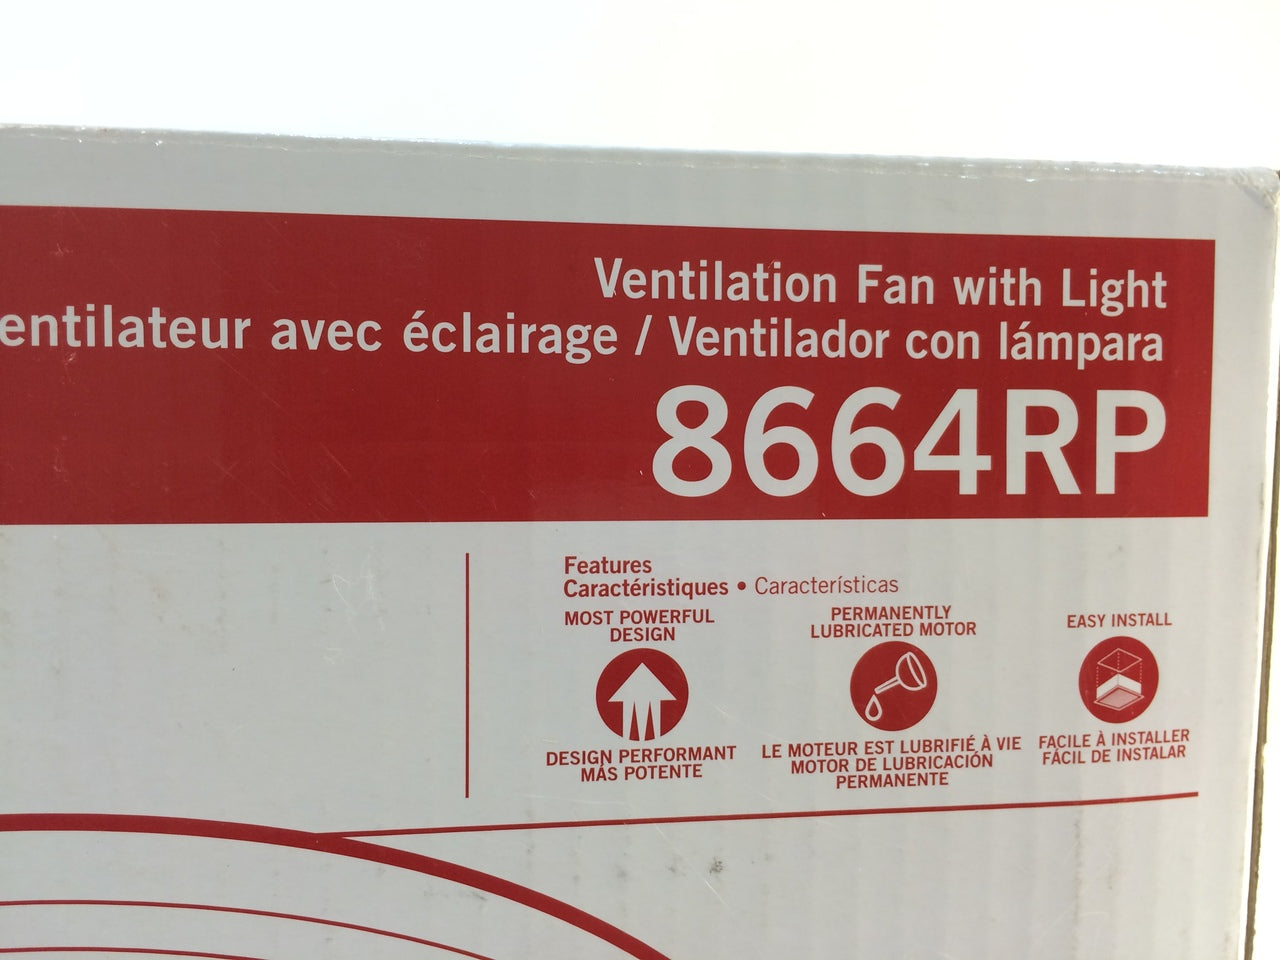 Ventilation Fan with Light
entilateur avec éclairage / Ventilador con lámpara
8664RP
Features
Caractéristiques • Características
MOST POWERFUL
DESIGN
DESIGN PERFORMANT
MÁS POTENTE
PERMANENTLY
LUBRICATED MOTOR
LE MOTEUR EST LUBRIFIÉ À VIE
MOTOR DE LUBRICACIÓN
PERMANENTE
EASY INSTALL
FACILE À INSTALLER
FÁCIL DE INSTALAR